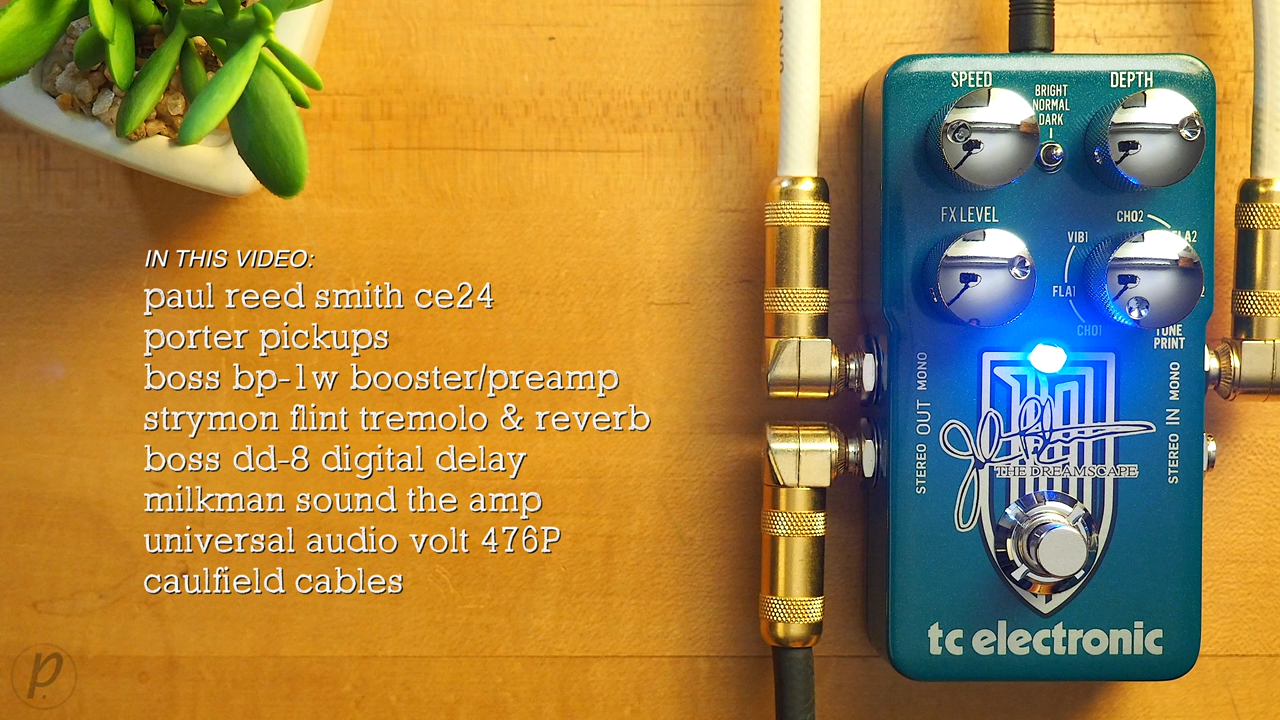 IN THIS VIDEO:
paul reed smith ce24
porter pickups
boss bp-1w booster/preamp
strymon flint tremolo & reverb
boss dd-8 digital delay
milkman sound the amp
universal audio volt 476P
caulfield cables
p.
SPEED
DEPTH
BRIGHT
NORMAL
DARK
FX LEVEL
CHO2
VIB1
FLA2
FLA1
CHO1
TONE
PRINT
STEREO OUT MONO
STEREO IN MONO
THE DREAMSCAPE
tc electronic